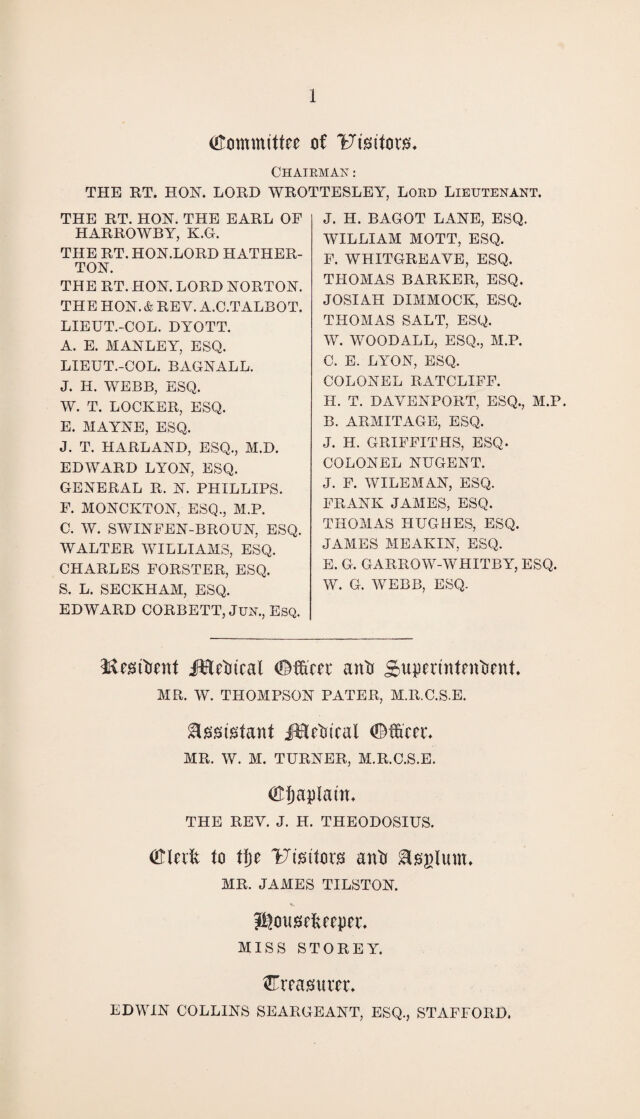 1
Committee of Visitors.
CHAIRMAN:
THE RT. HON. LORD WROTTESLEY, LORD LIEUTENANT.
THE RT. HON. THE EARL OF
HARROWBY, K.G.
THE RT. HON. LORD HATHER-
TON.
THE RT. HON. LORD NORTON.
THE HON. & REV. A.C. TALBOT.
LIEUT.-COL. DYOTT.
A. E. MANLEY, ESQ.
LIEUT.-COL. BAGNALL.
J. H. WEBB, ESQ.
W. T. LOCKER, ESQ.
E. MAYNE, ESQ.
J. T. HARLAND, ESQ., M.D.
EDWARD LYON, ESQ.
GENERAL R. N. PHILLIPS.
F. MONCKTON, ESQ., M.P.
C. W. SWINFEN-BROUN, ESQ.
WALTER WILLIAMS, ESQ.
CHARLES FORSTER, ESQ.
S. L. SECKHAM, ESQ.
EDWARD CORBETT, JUN., ESQ.
J. H. BAGOT LANE, ESQ.
WILLIAM MOTT, ESQ.
F. WHITGREAVE, ESQ.
THOMAS BARKER, ESQ.
JOSIAH DIMMOCK, ESQ.
THOMAS SALT, ESQ.
W. WOODALL, ESQ., M.P.
C. E. LYON, ESQ.
COLONEL RATCLIFF.
H. T. DAVENPORT, ESQ., M.P.
B. ARMITAGE, ESQ.
J. H. GRIFFITHS, ESQ.
COLONEL NUGENT.
J. F. WILEMAN, ESQ.
FRANK JAMES, ESQ.
THOMAS HUGHES, ESQ.
JAMES MEAKIN, ESQ.
E. G. GARROW-WHITBY, ESQ.
W. G. WEBB, ESQ.
Resident Medical Officer and Superintendent.
MR. W. THOMPSON PATER, M.R.C.S.E.
Assistant Medical Officer.
MR. W. M. TURNER, M.R.C.S.E.
Chaplain.
THE REV. J. H. THEODOSIUS.
Clerk to the Visitors and Asylum.
MR. JAMES TILSTON.
Housekeeper.
MISS STOREY.
Treasurer.
EDWIN COLLINS SEARGEANT, ESQ., STAFFORD.